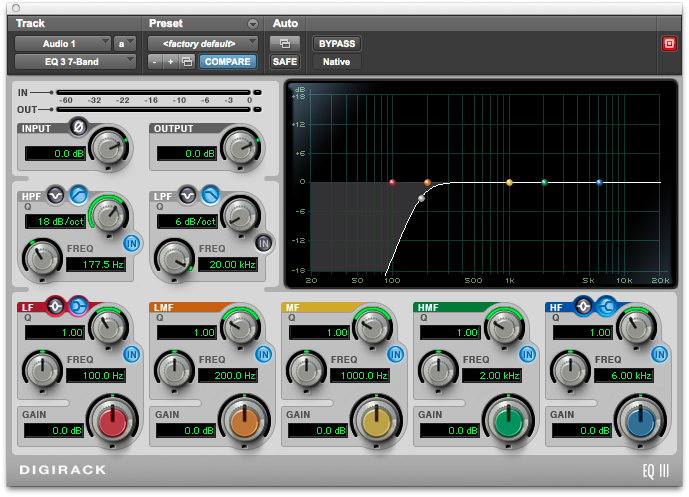 Track Preset Auto
Audio 1 a <factory default> BYPASS
EQ 3 7-Band - + COMPARE SAFE Native
IN
-60 -32 -22 -16 -10 -6 -3 0
OUT
INPUT Ø OUTPUT
0.0 dB 0.0 dB
HPF LPF
Q Q
18 dB/oct 6 dB/oct
FREQ IN FREQ IN
177.5 Hz 20.00 kHz
dB
+18
+12
+6
0
-6
-12
-18
20 50 100 200 500 1k 2k 5k 10k 20k
LF LMF MF HMF HF
Q Q Q Q Q
1.00 1.00 1.00 1.00 1.00
FREQ IN FREQ IN FREQ IN FREQ IN FREQ IN
100.0 Hz 200.0 Hz 1000.0 Hz 2.00 kHz 6.00 kHz
GAIN GAIN GAIN GAIN GAIN
0.0 dB 0.0 dB 0.0 dB 0.0 dB 0.0 dB
DIGIRACK EQ III